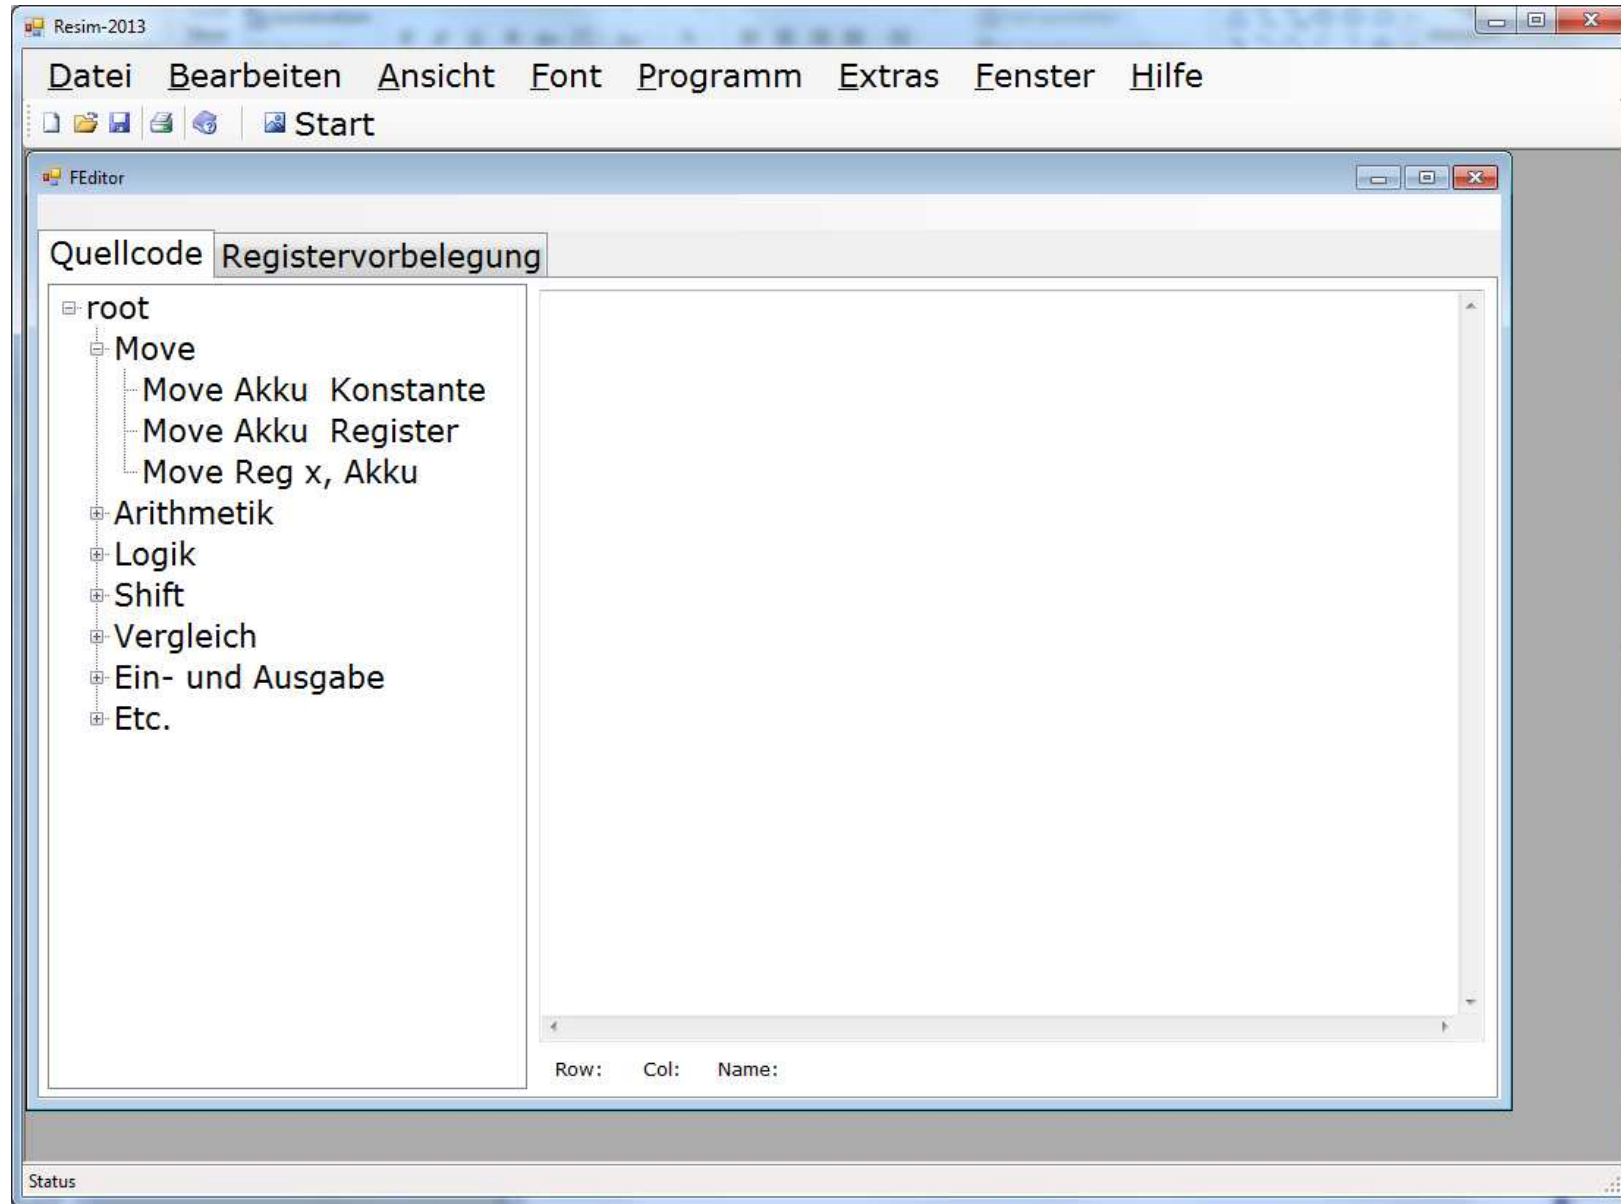 Resim-2013
Datei Bearbeiten Ansicht Font Programm Extras Fenster Hilfe
Start
FEditor
Quellcode Registervorbelegung
root
Move
Move Akku  Konstante
Move Akku  Register
Move Reg x, Akku
Arithmetik
Logik
Shift
Vergleich
Ein- und Ausgabe
Etc.
Row: Col: Name:
Status